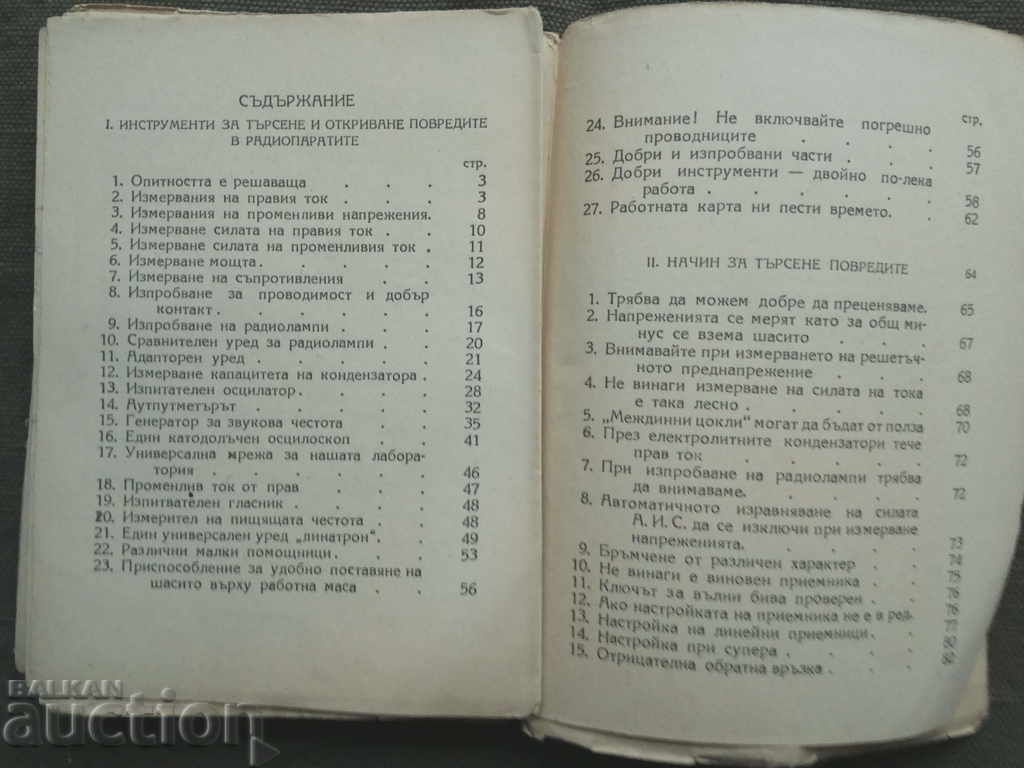 СЪДЪРЖАНИЕ
I. ИНСТРУМЕНТИ ЗА ТЪРСЕНЕ И ОТКРИВАНЕ ПОВРЕДИТЕ
В РАДИОПАРАТИТЕ
стр.
1. Опитността е решаваща . . . 3
2. Измервания на правия ток . . . 3
3. Измервания на променливи напрежения. 8
4. Измерване силата на правия ток . 10
5. Измерване силата на променливия ток . 11
6. Измерване мощта. . . . . 12
7. Измерване на съпротивления . . 13
8. Изпробване за проводимост и добър
контакт . . . . . . 16
9. Изпробване на радиолампи . . . 17
10. Сравнителен уред за радиолампи . . 20
11. Адапторен уред . . . . . 21
12. Измерване капацитета на кондензатора . 24
13. Изпитателен осцилатор. . . . 28
14. Аутпутметърът . . . . . 32
15. Генератор за звукова честота . . 35
16. Един катодолъчен осцилоскоп . . 41
17. Универсална мрежа за нашата лабора-
тория . . . . . . 46
18. Променлив ток от прав . . . 47
19. Изпитвателен гласник . . . . 48
20. Измерител на пищящата честота . . 48
21. Един универсален уред „линатрон“. . 49
22. Различни малки помощници. . . 53
23. Приспособление за удобно поставяне на
шасито върху работна маса . . 56
стр.
24. Внимание! Не включвайте погрешно
проводниците . . . . 56
25. Добри и изпробвани части . . . 57
26. Добри инструменти — двойно по-лека
работа . . . . . . 58
27. Работната карта ни пести времето. . 62
II. НАЧИН ЗА ТЪРСЕНЕ ПОВРЕДИТЕ 64
1. Трябва да можем добре да преценяваме. 65
2. Напреженията се мерят като за общ ми-
нус се взема шасито . . . 67
3. Внимавайте при измерването на решетъч-
ното преднапрежение . . . 68
4. Не винаги измерване на силата на тока
е така лесно . . . . . 68
5. „Междинни цокли“ могат да бъдат от полза 70
6. През електролитните кондензатори тече
прав ток . . . . . . 72
7. При изпробване на радиолампи трябва
да внимаваме. . . . . 72
8. Автоматичното изравняване на силата
А. И. С. да се изключи при измерване
напреженията. . . . . 73
9. Бръмчене от различен характер . 74
10. Не винаги е виновен приемника . . 75
11. Ключът за вълни бива проверен . . 76
12. Ако настройката на приемника не е в ред. 76
13. Настройка на линейни приемници. .
14. Настройка при супера . . . . 80
15. Отрицателна обратна връзка . . .